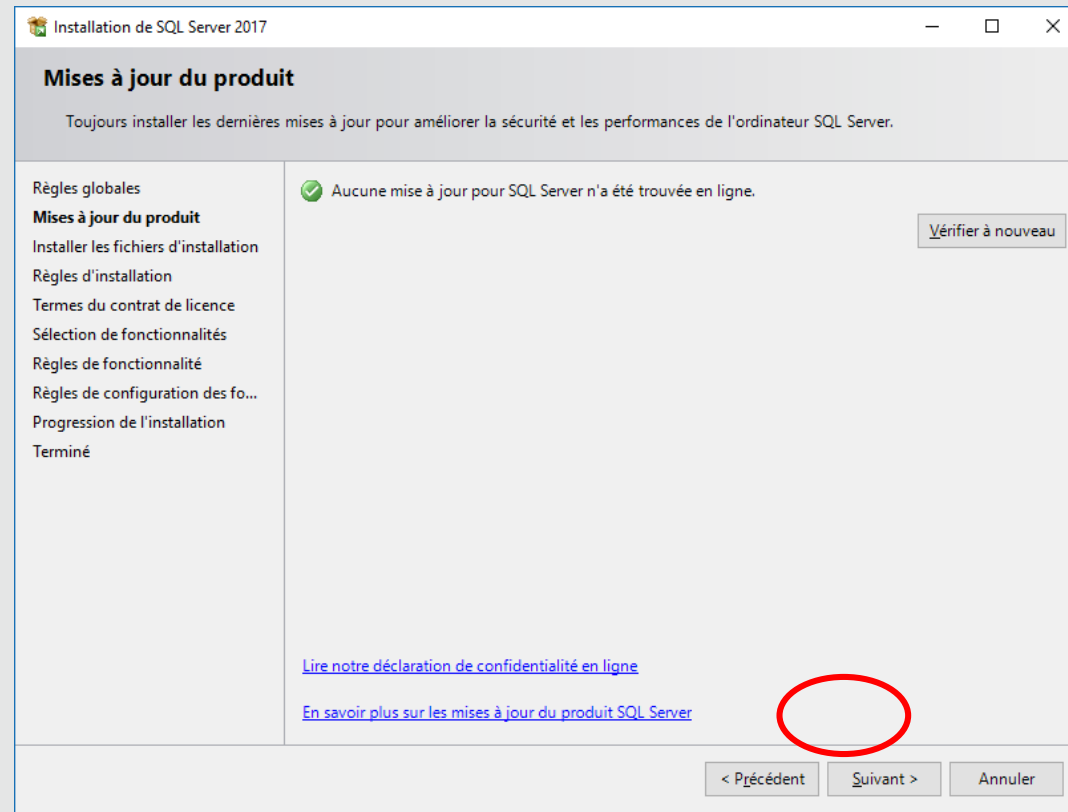 Installation de SQL Server 2017
Mises à jour du produit
Toujours installer les dernières mises à jour pour améliorer la sécurité et les performances de l'ordinateur SQL Server.
Règles globales
Mises à jour du produit
Installer les fichiers d'installation
Règles d'installation
Termes du contrat de licence
Sélection de fonctionnalités
Règles de fonctionnalité
Règles de configuration des fo...
Progression de l'installation
Terminé
Aucune mise à jour pour SQL Server n'a été trouvée en ligne.
Vérifier à nouveau
Lire notre déclaration de confidentialité en ligne
En savoir plus sur les mises à jour du produit SQL Server
< Précédent Suivant > Annuler